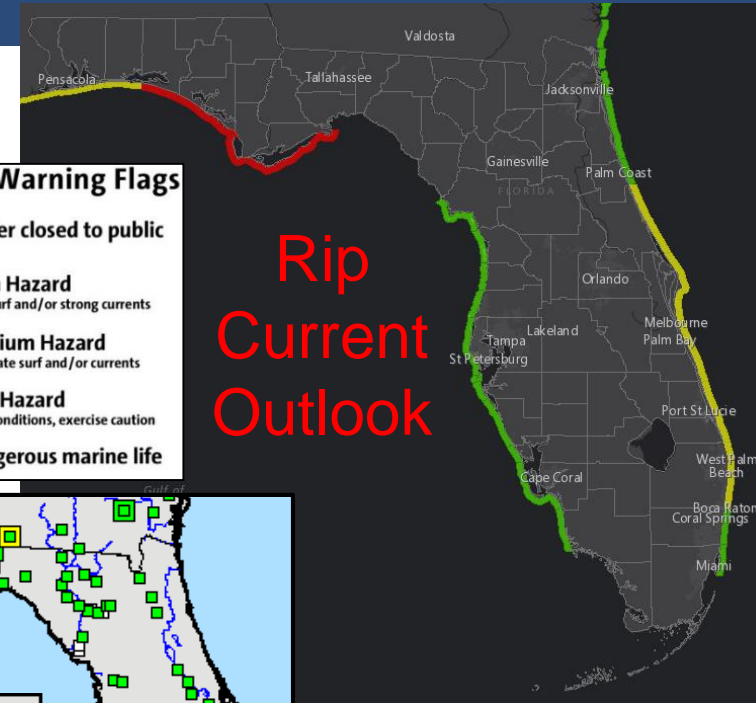 Valdosta
Pensacola
Tallahassee
Jacksonville
Gainesville
Palm Coast
FLORIDA
Warning Flags
er closed to public
Hazard
rf and/or strong currents
ium Hazard
ate surf and/or currents
Hazard
onditions, exercise caution
gerous marine life
Rip
Current
Outlook
Orlando
Lakeland
Tampa
St Petersburg
Melbourne
Palm Bay
Port St Lucie
Cape Coral
West Palm
Beach
Boca Raton
Coral Springs
Miami
Gulf of